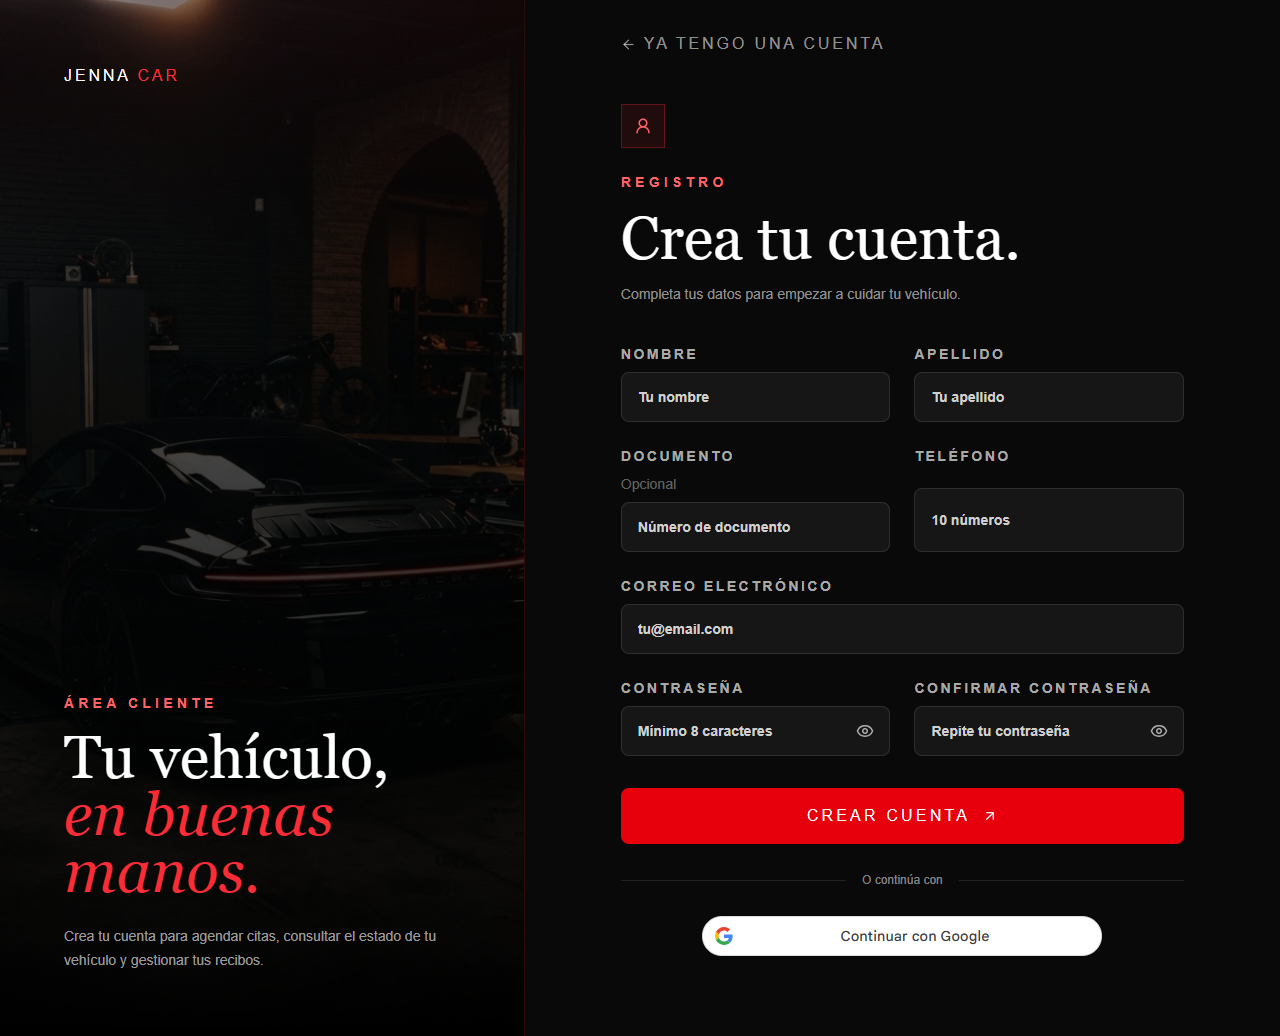 JENNA CAR
ÁREA CLIENTE
Tu vehículo,
en buenas
manos.
Crea tu cuenta para agendar citas, consultar el estado de tu
vehículo y gestionar tus recibos.
← YA TENGO UNA CUENTA
REGISTRO
Crea tu cuenta.
Completa tus datos para empezar a cuidar tu vehículo.
NOMBRE
Tu nombre
APELLIDO
Tu apellido
DOCUMENTO
Opcional
Número de documento
TELÉFONO
10 números
CORREO ELECTRÓNICO
tu@email.com
CONTRASEÑA
Mínimo 8 caracteres
CONFIRMAR CONTRASEÑA
Repite tu contraseña
CREAR CUENTA
O continúa con
Continuar con Google